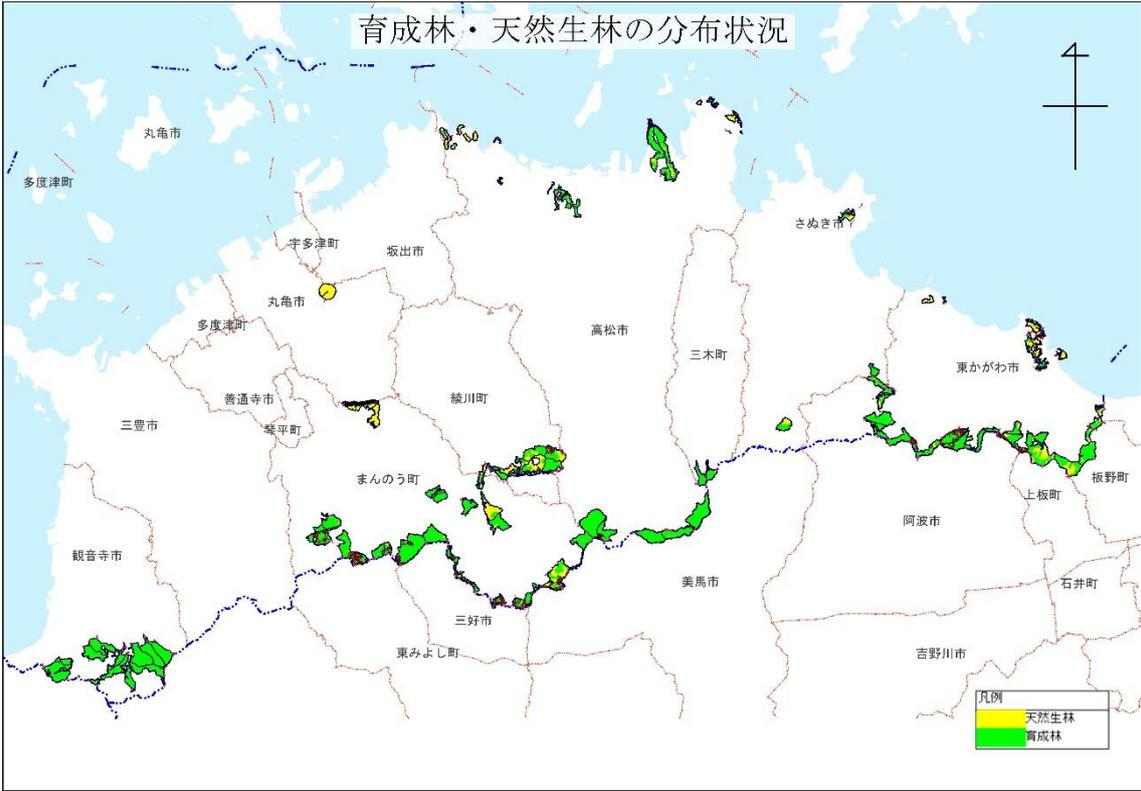 育成林・天然生林の分布状況
丸亀市
多度津町
さぬき市
宇多津町
坂出市
丸亀市
多度津町
高松市
三木町
東かがわ市
善通寺市
綾川町
三豊市
琴平町
まんのう町
板野町
上板町
阿波市
観音寺市
美馬市
石井町
三好市
東みよし町
吉野川市
凡例
天然生林
育成林